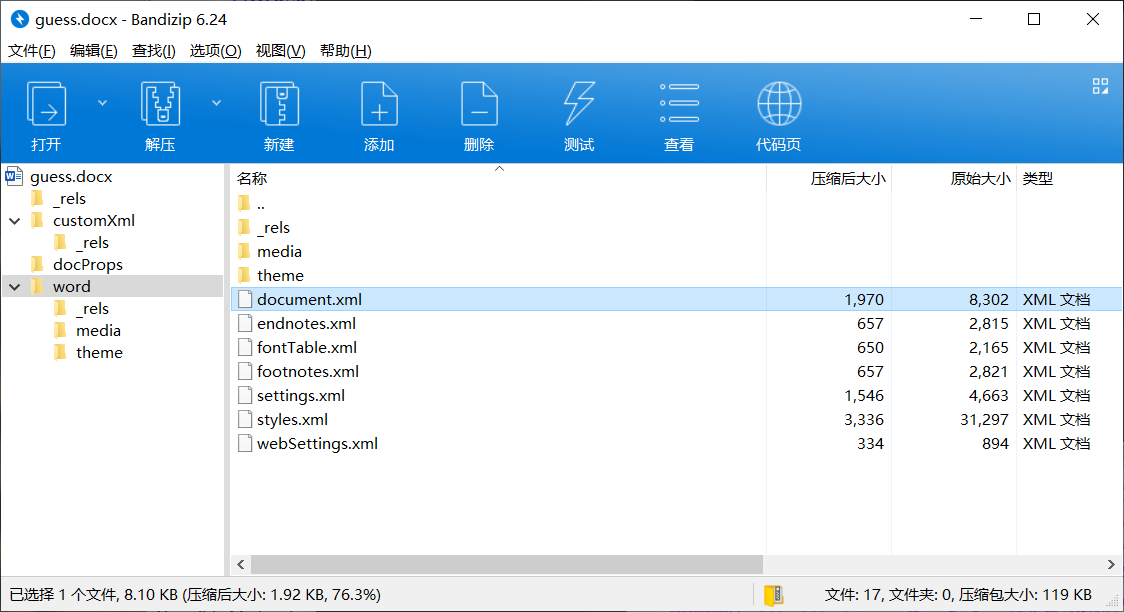 guess.docx - Bandizip 6.24
文件(F) 编辑(E) 查找(I) 选项(O) 视图(V) 帮助(H)
打开 解压 新建 添加 删除 测试 查看 代码页
guess.docx
_rels
customXml
_rels
docProps
word
_rels
media
theme
名称 压缩后大小 原始大小 类型
..
_rels
media
theme
document.xml 1,970 8,302 XML 文档
endnotes.xml 657 2,815 XML 文档
fontTable.xml 650 2,165 XML 文档
footnotes.xml 657 2,821 XML 文档
settings.xml 1,546 4,663 XML 文档
styles.xml 3,336 31,297 XML 文档
webSettings.xml 334 894 XML 文档
已选择 1 个文件, 8.10 KB (压缩后大小: 1.92 KB, 76.3%) 文件: 17, 文件夹: 0, 压缩包大小: 119 KB